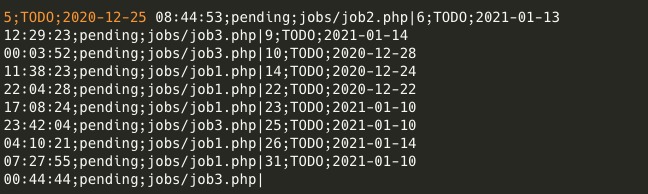 5;TODO;2020-12-25 08:44:53;pending;jobs/job2.php|6;TODO;2021-01-13
12:29:23;pending;jobs/job3.php|9;TODO;2021-01-14
00:03:52;pending;jobs/job3.php|10;TODO;2020-12-28
11:38:23;pending;jobs/job1.php|14;TODO;2020-12-24
22:04:28;pending;jobs/job1.php|22;TODO;2020-12-22
17:08:24;pending;jobs/job1.php|23;TODO;2021-01-10
23:42:04;pending;jobs/job3.php|25;TODO;2021-01-10
04:10:21;pending;jobs/job1.php|26;TODO;2021-01-14
07:27:55;pending;jobs/job1.php|31;TODO;2021-01-10
00:44:44;pending;jobs/job3.php|